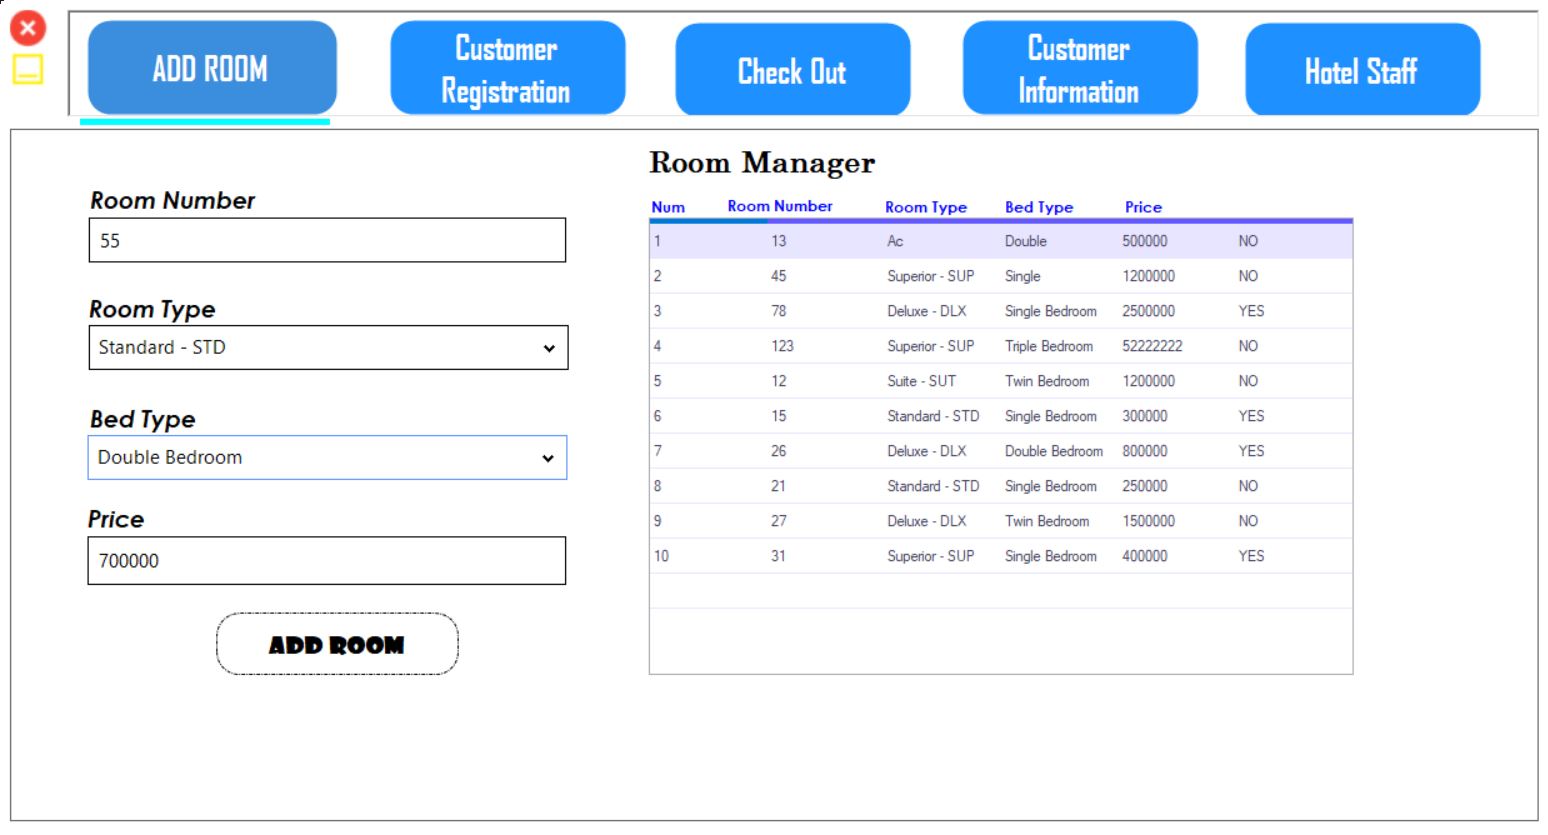 ADD ROOM
Customer
Registration
Check Out
Customer
Information
Hotel Staff
Room Number
55
Room Type
Standard - STD
Bed Type
Double Bedroom
Price
700000
ADD ROOM
Room Manager
Num Room Number Room Type Bed Type Price
1 13 Ac Double 500000 NO
2 45 Superior - SUP Single 1200000 NO
3 78 Deluxe - DLX Single Bedroom 2500000 YES
4 123 Superior - SUP Triple Bedroom 52222222 NO
5 12 Suite - SUT Twin Bedroom 1200000 NO
6 15 Standard - STD Single Bedroom 300000 YES
7 26 Deluxe - DLX Double Bedroom 800000 YES
8 21 Standard - STD Single Bedroom 250000 NO
9 27 Deluxe - DLX Twin Bedroom 1500000 NO
10 31 Superior - SUP Single Bedroom 400000 YES